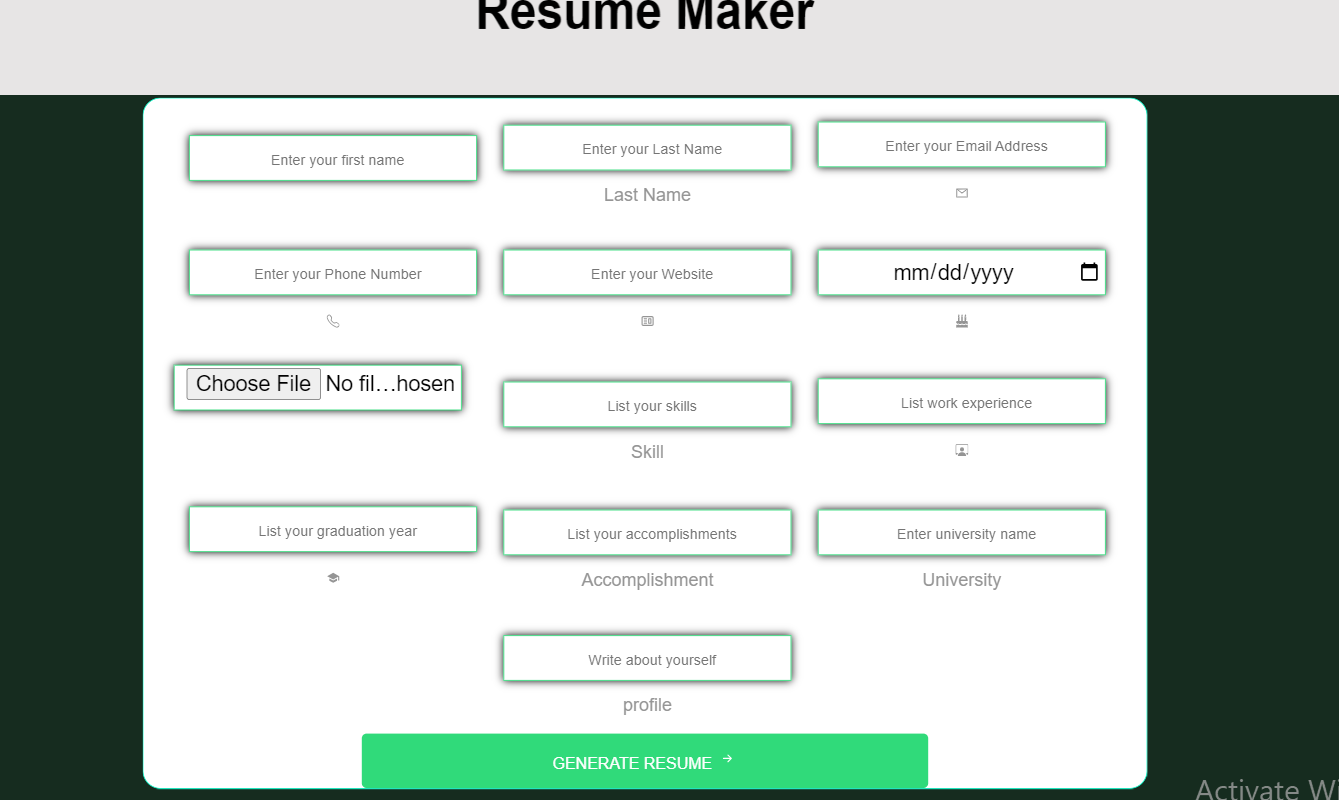 Resume Maker
Enter your first name
Enter your Last Name
Enter your Email Address
Last Name
Enter your Phone Number
Enter your Website
mm/dd/yyyy
Choose File No fil...hosen
List your skills
List work experience
Skill
List your graduation year
List your accomplishments
Enter university name
Accomplishment
University
Write about yourself
profile
GENERATE RESUME →
Activate